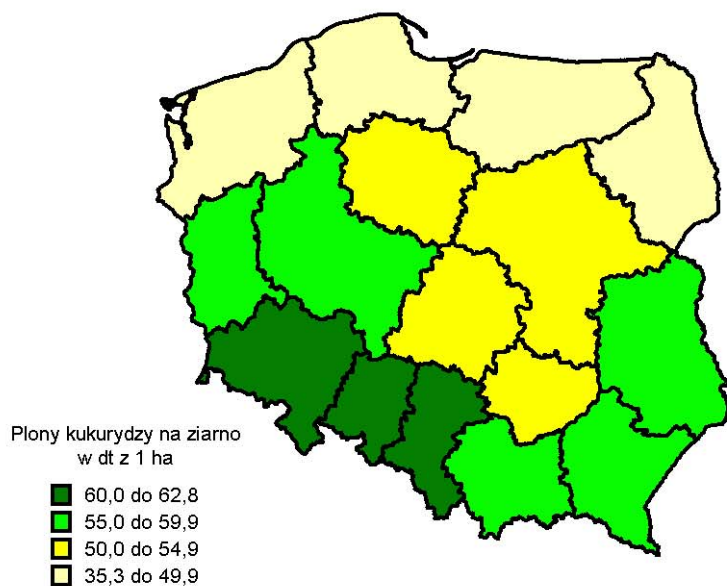 Plony kukurydzy na ziarno
w dt z 1 ha
60,0 do 62,8
55,0 do 59,9
50,0 do 54,9
35,3 do 49,9